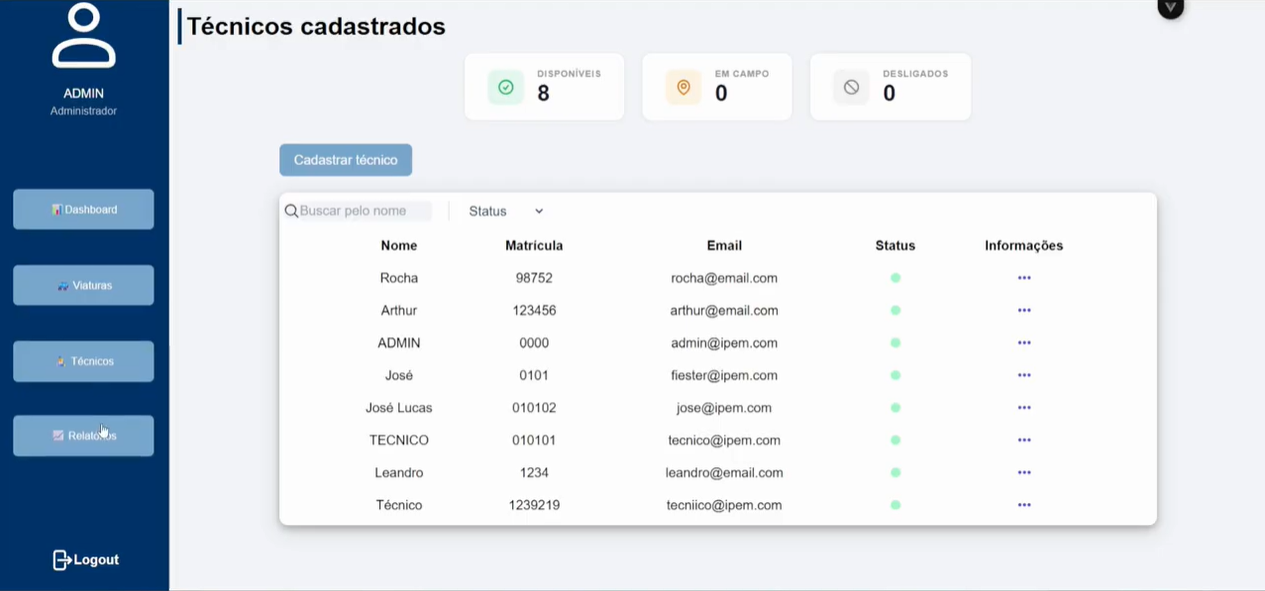 ADMIN
Administrador
Dashboard
Viaturas
Técnicos
Logout
Técnicos cadastrados
DISPONÍVEIS
8
EM CAMPO
0
DESLIGADOS
0
Cadastrar técnico
Buscar pelo nome Status
Nome Matrícula Email Status Informações
Rocha 98752 rocha@email.com
Arthur 123456 arthur@email.com
ADMIN 0000 admin@ipem.com
José 0101 fiester@ipem.com
José Lucas 010102 jose@ipem.com
TECNICO 010101 tecnico@ipem.com
Leandro 1234 leandro@email.com
Técnico 1239219 tecniico@ipem.com